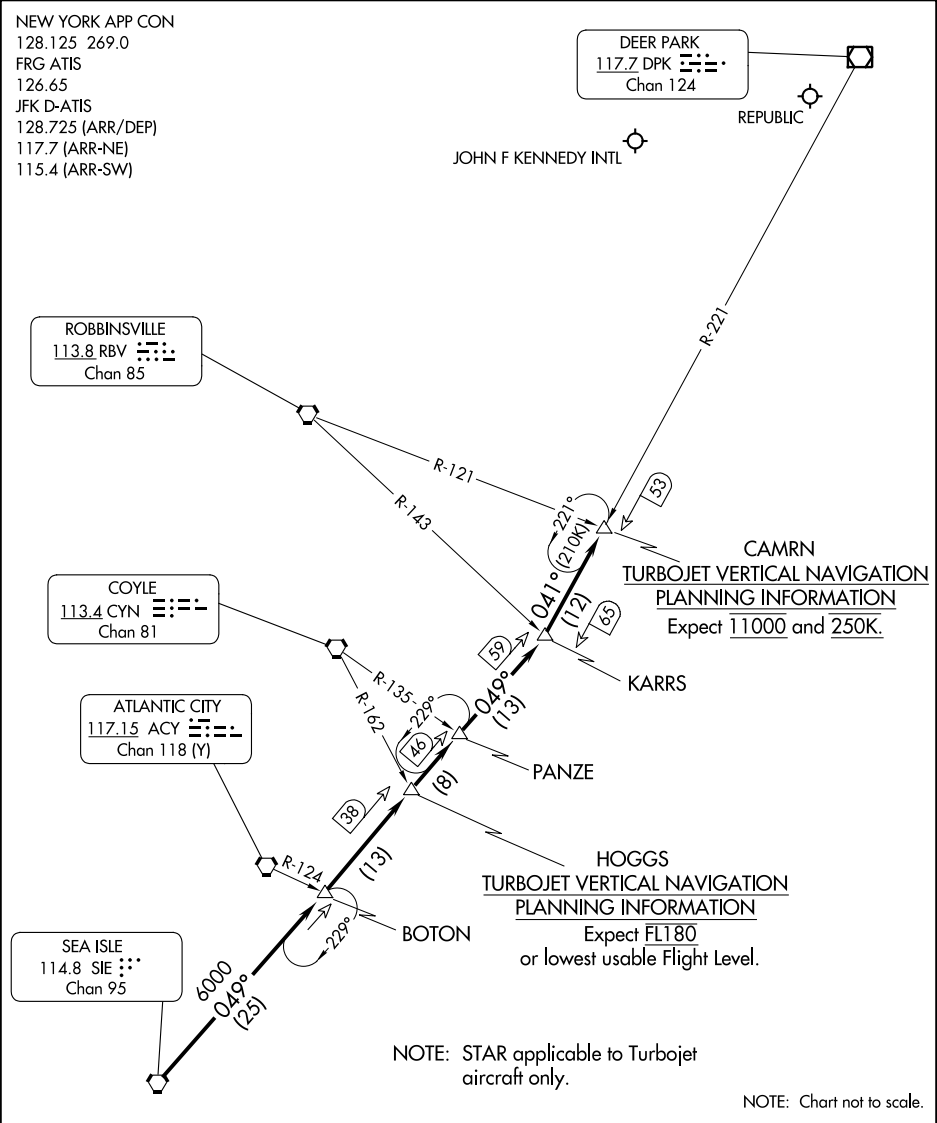 NEW YORK APP CON
128.125 269.0
FRG ATIS
126.65
JFK D-ATIS
128.725 (ARR/DEP)
117.7 (ARR-NE)
115.4 (ARR-SW)
DEER PARK
117.7 DPK
Chan 124
REPUBLIC
JOHN F KENNEDY INTL
R-221
ROBBINSVILLE
113.8 RBV
Chan 85
R-121
R-143
53
221°
(210K)
041°
(12)
CAMRN
TURBOJET VERTICAL NAVIGATION
PLANNING INFORMATION
Expect 11000 and 250K.
COYLE
113.4 CYN
Chan 81
65
59
KARRS
R-135
R-162
229°
049°
(13)
46
(8)
PANZE
ATLANTIC CITY
117.15 ACY
Chan 118 (Y)
38
(13)
R-124
HOGGS
TURBOJET VERTICAL NAVIGATION
PLANNING INFORMATION
Expect FL180
or lowest usable Flight Level.
BOTON
229°
SEA ISLE
114.8 SIE
Chan 95
6000
049°
(25)
NOTE: STAR applicable to Turbojet
aircraft only.
NOTE: Chart not to scale.